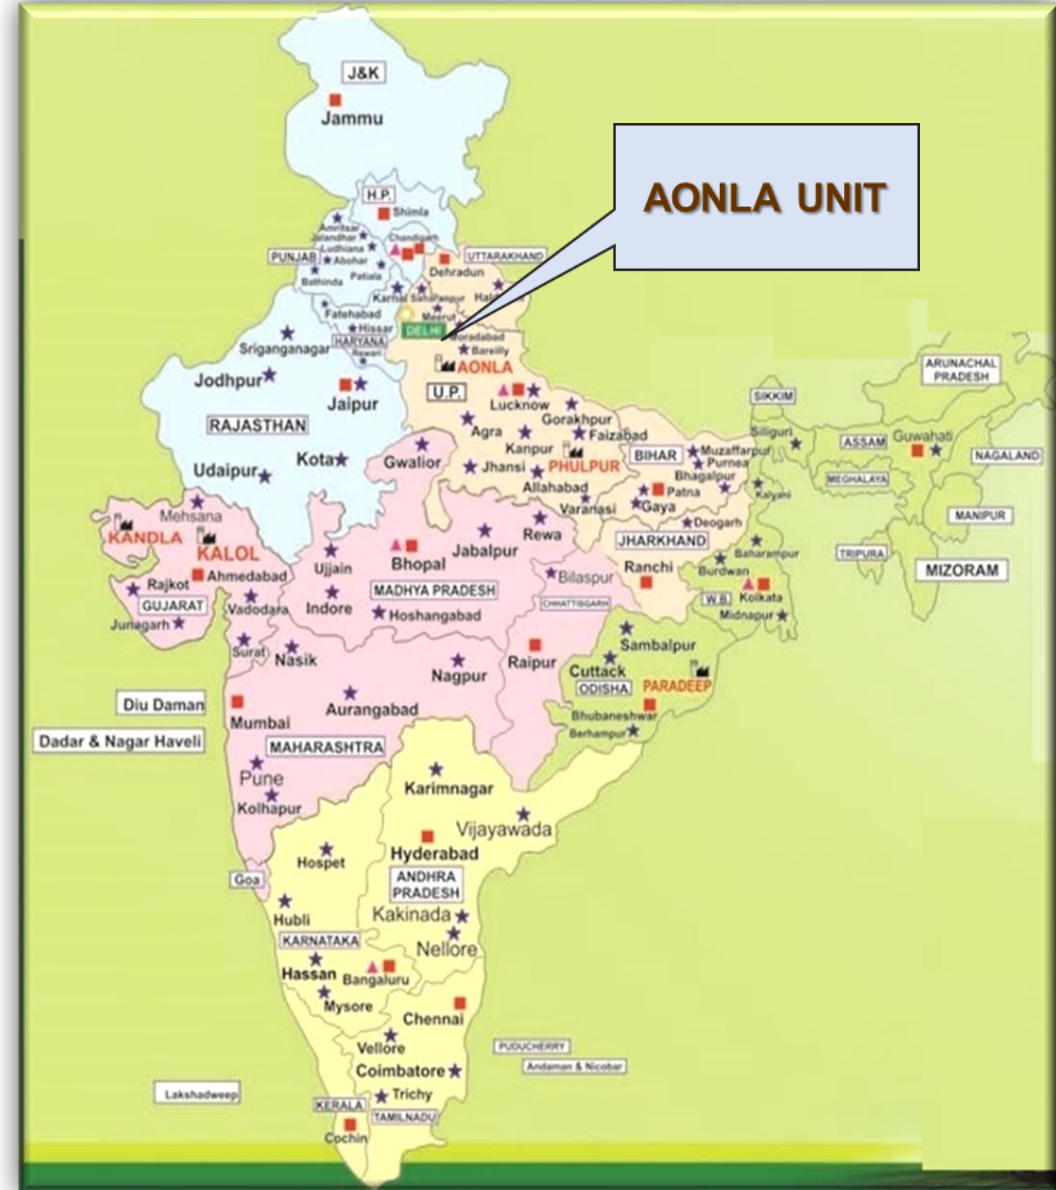 J&K
Jammu
AONLA UNIT
H.P.
Shimla
Amritsar
Jalandhar
Chandigarh
Ludhiana
PUNJAB
Abohar
UTTARAKHAND
Patiala
Dehradun
Bathinda
Karnal
Saharanpur
Fatehabad
Meerut
Hissar
DELHI
HARYANA
Moradabad
Sriganganagar
Rewari
Bareilly
AONLA
ARUNACHAL
PRADESH
Jodhpur
U.P.
SIKKIM
Jaipur
Lucknow
RAJASTHAN
Gorakhpur
Agra
Faizabad
Siliguri
ASSAM
Guwahati
Kanpur
BIHAR
Muzaffarpur
NAGALAND
Udaipur
Kota
Gwalior
Jhansi
PHULPUR
Purnea
Bhagalpur
MEGHALAYA
Allahabad
Patna
Kalyani
Varanasi
Gaya
Mehsana
MANIPUR
KANDLA
Deogarh
Rewa
KALOL
JHARKHAND
Jabalpur
Baharampur
TRIPURA
Bhopal
Ujjain
Ranchi
Burdwan
MIZORAM
Rajkot
Ahmedabad
Bilaspur
MADHYA PRADESH
GUJARAT
Vadodara
Indore
CHHATTISGARH
W.B.
Kolkata
Junagarh
Hoshangabad
Midnapur
Surat
Nasik
Sambalpur
Nagpur
Raipur
Cuttack
ODISHA
PARADEEP
Diu Daman
Aurangabad
Mumbai
Bhubaneshwar
Dadar & Nagar Haveli
MAHARASHTRA
Berhampur
Pune
Karimnagar
Kolhapur
Vijayawada
Hyderabad
Hospet
Goa
ANDHRA
PRADESH
Hubli
Kakinada
KARNATAKA
Nellore
Hassan
Bangaluru
Mysore
Chennai
Vellore
PUDUCHERRY
Coimbatore
Andaman & Nicobar
Lakshadweep
Trichy
KERALA
TAMILNADU
Cochin